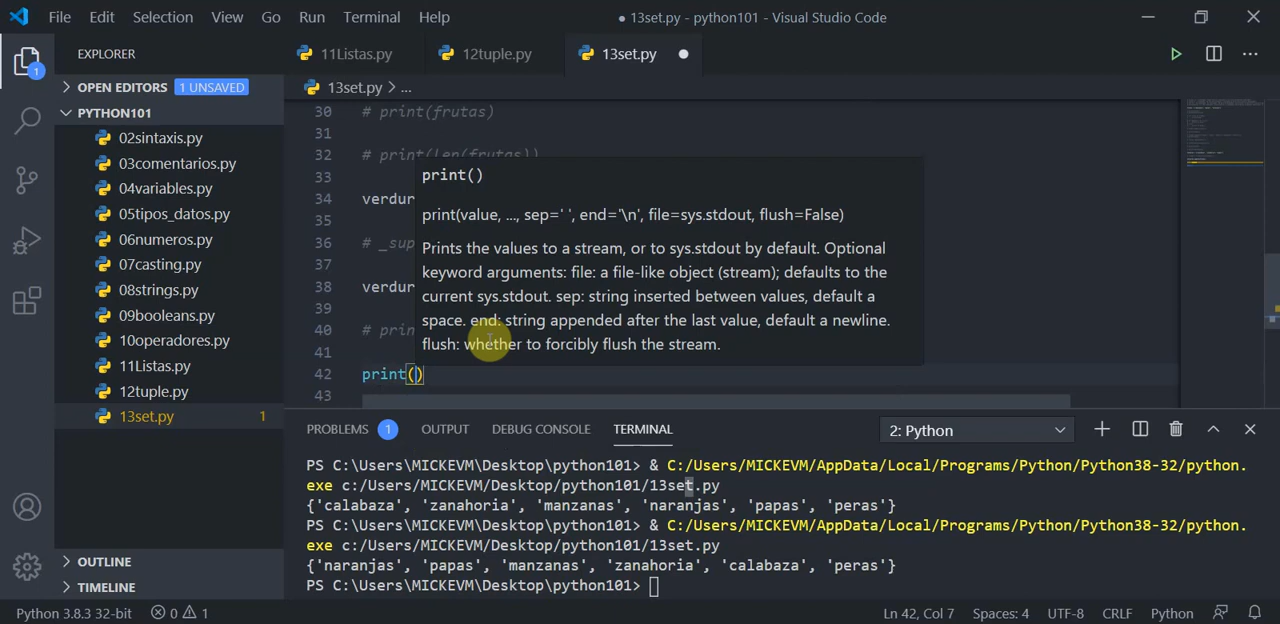 File Edit Selection View Go Run Terminal Help
● 13set.py - python101 - Visual Studio Code
EXPLORER
11Listas.py 12tuple.py 13set.py
OPEN EDITORS 1 UNSAVED
13set.py > ...
PYTHON101
02sintaxis.py
03comentarios.py
04variables.py
05tipos_datos.py
06numeros.py
07casting.py
08strings.py
09booleans.py
10operadores.py
11Listas.py
12tuple.py
13set.py 1
OUTLINE
TIMELINE
30 # print(frutas)
31
32 # print(len(frutas))
33
34 verdur
35
36 # _sup
37
38 verdur
39
40 # prin
41
42 print()
43
print()
print(value, ..., sep=' ', end='\n', file=sys.stdout, flush=False)
Prints the values to a stream, or to sys.stdout by default. Optional
keyword arguments: file: a file-like object (stream); defaults to the
current sys.stdout. sep: string inserted between values, default a
space. end: string appended after the last value, default a newline.
flush: whether to forcibly flush the stream.
PROBLEMS 1 OUTPUT DEBUG CONSOLE TERMINAL 2: Python
PS C:\Users\MICKEVM\Desktop\python101> & C:/Users/MICKEVM/AppData/Local/Programs/Python/Python38-32/python.
exe c:/Users/MICKEVM/Desktop/python101/13set.py
{'calabaza', 'zanahoria', 'manzanas', 'naranjas', 'papas', 'peras'}
PS C:\Users\MICKEVM\Desktop\python101> & C:/Users/MICKEVM/AppData/Local/Programs/Python/Python38-32/python.
exe c:/Users/MICKEVM/Desktop/python101/13set.py
{'naranjas', 'papas', 'manzanas', 'zanahoria', 'calabaza', 'peras'}
PS C:\Users\MICKEVM\Desktop\python101>
Python 3.8.3 32-bit 0 1 Ln 42, Col 7 Spaces: 4 UTF-8 CRLF Python